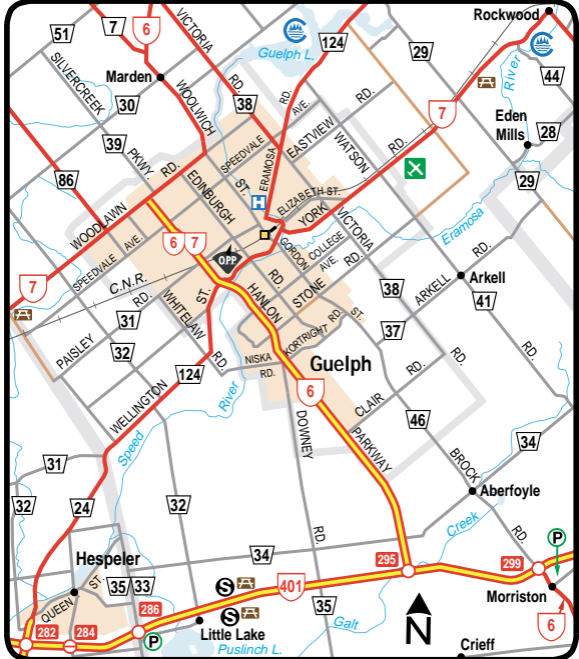 Rockwood
51
7
6
VICTORIA
RD.
Guelph L.
124
29
44
River
Marden
SILVERCREEK
PKWY.
30
WOOLWICH
38
RD.
AVE.
RD.
7
Eden
Mills
28
39
SPEEDVALE
ERAMOSA
EASTVIEW
WATSON
RD.
29
86
RD.
EDINBURGH
ST.
H
ELIZABETH ST.
YORK
VICTORIA
Eramosa
WOODLAWN
6 7
OPP
GORDON
RD.
COLLEGE
AVE.
RD.
SPEEDVALE AVE.
C.N.R.
7
HANLON
STONE
38
ARKELL
RD.
Arkell
41
RD.
31
WHITELAW
RD.
ST.
PAISLEY
32
124
NISKA
RD.
KORTRIGHT RD.
ST.
37
RD.
RD.
Guelph
6
CLAIR
RD.
46
WELLINGTON
River
Speed
DOWNEY
RD.
PARKWAY
BROCK
RD.
34
31
32
24
32
Aberfoyle
Creek
Hespeler
34
295
299
P
QUEEN
ST.
35
33
286
S
401
S
Morriston
6
282
284
P
Little Lake
Puslinch L.
35
Galt
N
Crieff